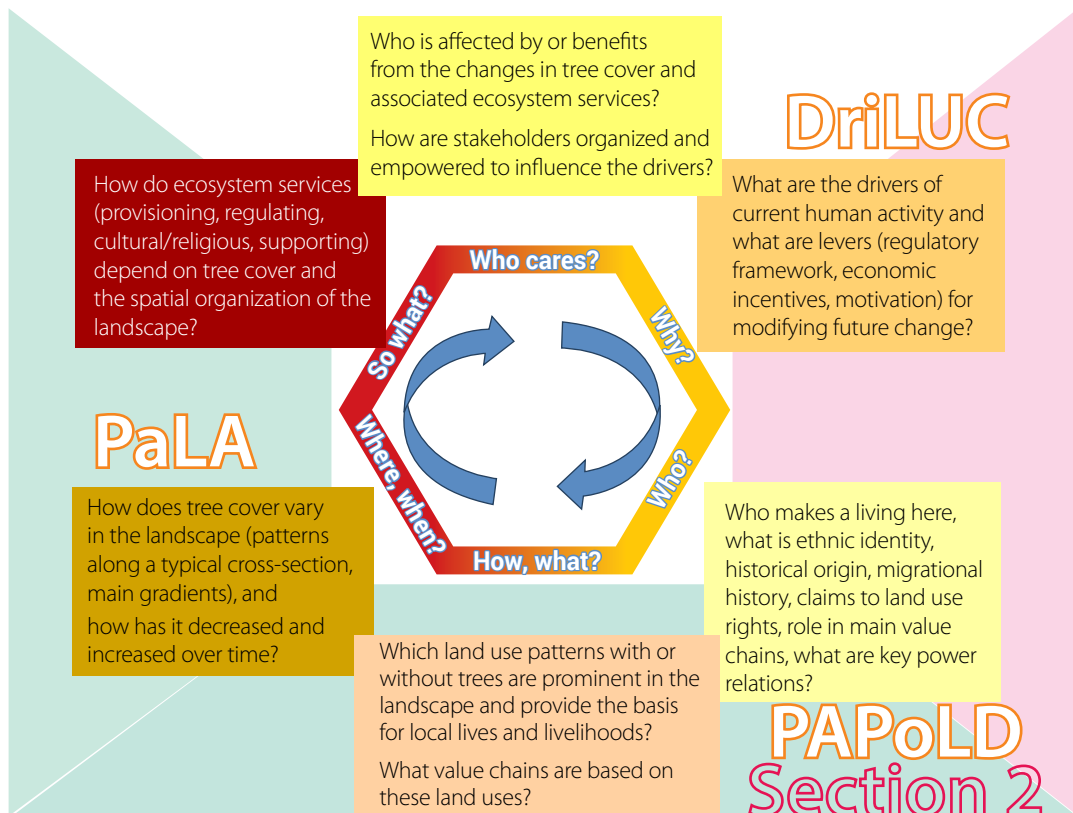 Who is affected by or benefits
from the changes in tree cover and
associated ecosystem services?
How are stakeholders organized and
empowered to influence the drivers?
DriLUC
How do ecosystem services
(provisioning, regulating,
cultural/religious, supporting)
depend on tree cover and
the spatial organization of the
landscape?
What are the drivers of
current human activity and
what are levers (regulatory
framework, economic
incentives, motivation) for
modifying future change?
Who cares?
So what?
Why?
Where, when?
Who?
How, what?
PaLA
How does tree cover vary
in the landscape (patterns
along a typical cross-section,
main gradients), and
how has it decreased and
increased over time?
Who makes a living here,
what is ethnic identity,
historical origin, migrational
history, claims to land use
rights, role in main value
chains, what are key power
relations?
Which land use patterns with or
without trees are prominent in the
landscape and provide the basis
for local lives and livelihoods?
What value chains are based on
these land uses?
PAPoLD
Section 2